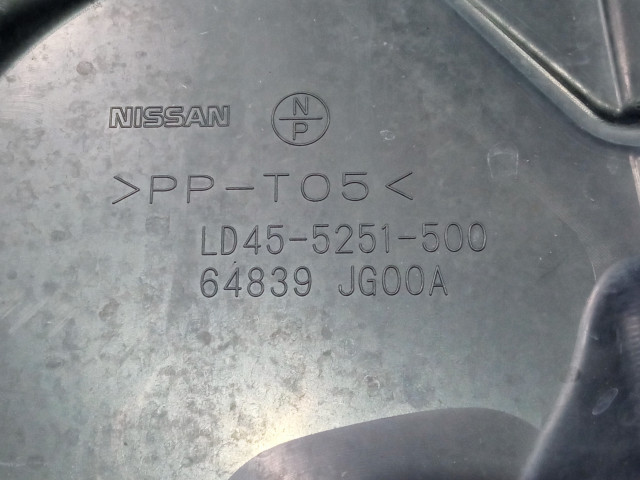 NISSAN N P
>PP-T05<
LD45-5251-500
64839 JG00A